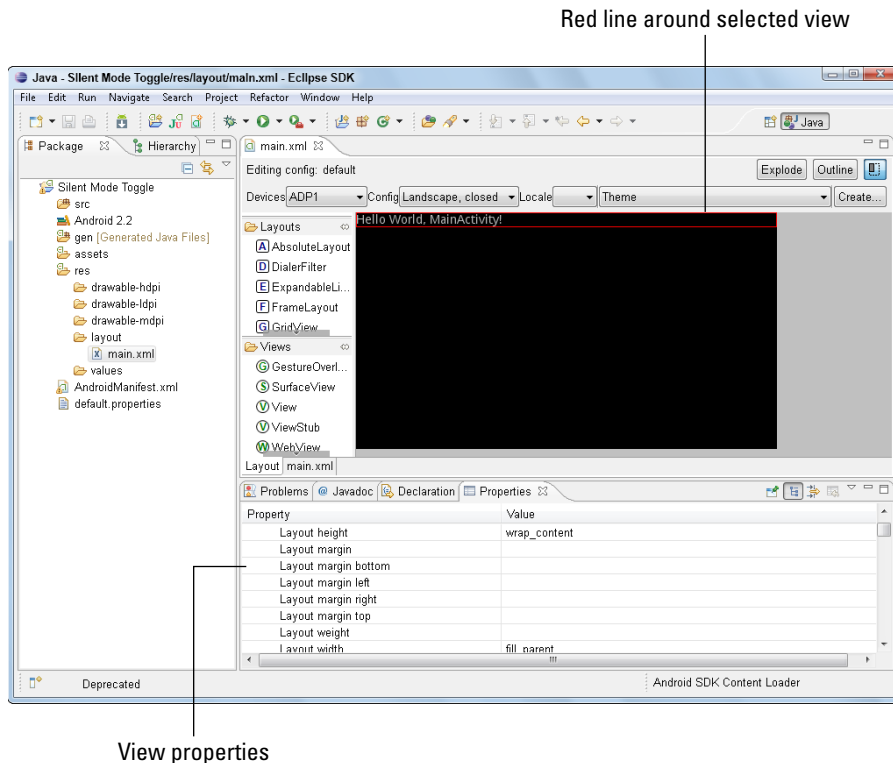 Red line around selected view
Java - SIlent Mode Toggle/res/layout/maIn.xml - EcIIpse SDK
File Edit Run Navigate Search Project Refactor Window Help
Java
Package Hierarchy
Silent Mode Toggle
src
Android 2.2
gen [Generated Java Files]
assets
res
drawable-hdpi
drawable-ldpi
drawable-mdpi
layout
main.xml
values
AndroidManifest.xml
default.properties
main.xml
Editing config: default
Explode Outline
Devices ADP1 Config Landscape, closed Locale Theme Create...
Layouts
A AbsoluteLayout
D DialerFilter
E ExpandableLi...
F FrameLayout
G GridView
Views
G GestureOverl...
S SurfaceView
V View
V ViewStub
W WebView
Hello World, MainActivity!
Layout main.xml
Problems @ Javadoc Declaration Properties
Property Value
Layout height wrap_content
Layout margin
Layout margin bottom
Layout margin left
Layout margin right
Layout margin top
Layout weight
Layout width fill_parent
Deprecated
Android SDK Content Loader
View properties